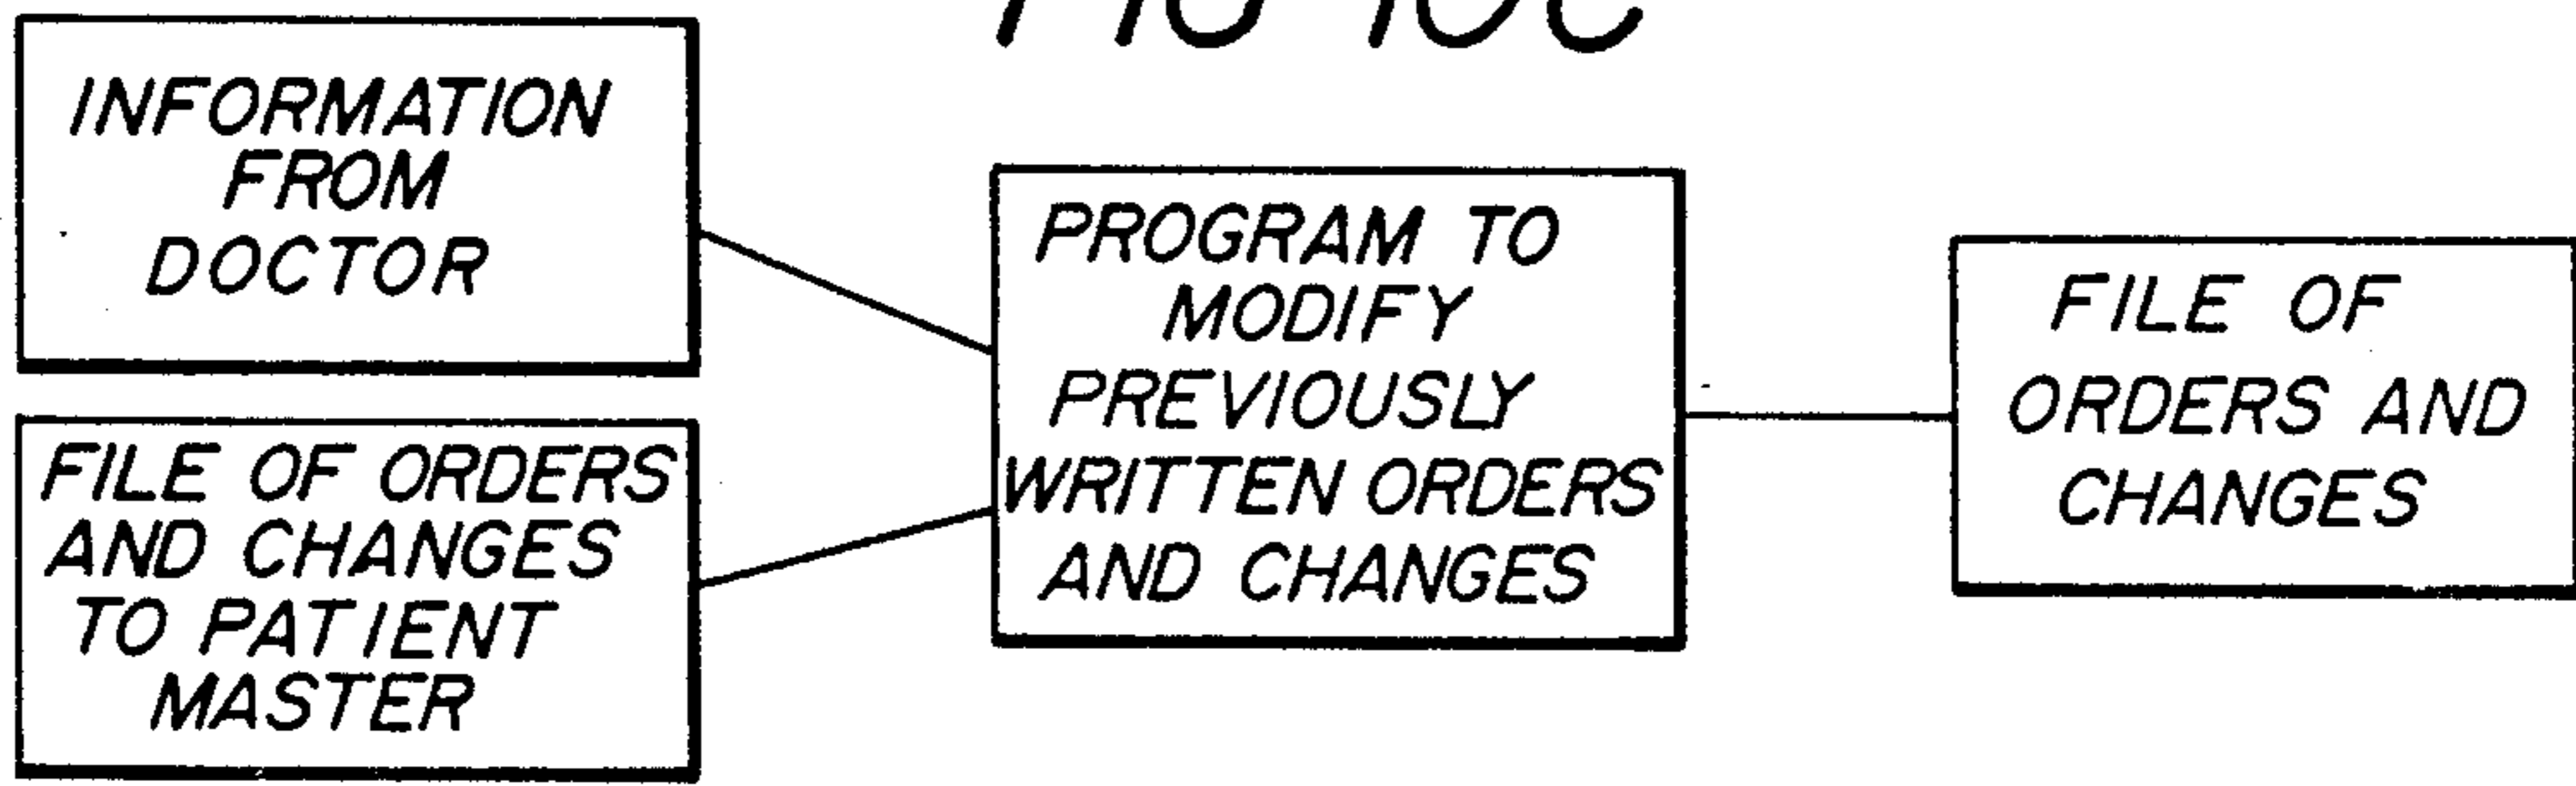 FIG
INFORMATION
FROM
DOCTOR
FILE OF ORDERS
AND CHANGES
TO PATIENT
MASTER
PROGRAM TO
MODIFY
PREVIOUSLY
WRITTEN ORDERS
AND CHANGES
FILE OF
ORDERS AND
CHANGES